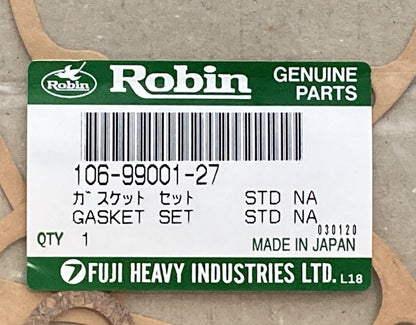 Robin Robin GENUINE
PARTS
106-99001-27
ガスケット セット STD NA
GASKET SET STD NA
030120
QTY 1 MADE IN JAPAN
FUJI HEAVY INDUSTRIES LTD. L18